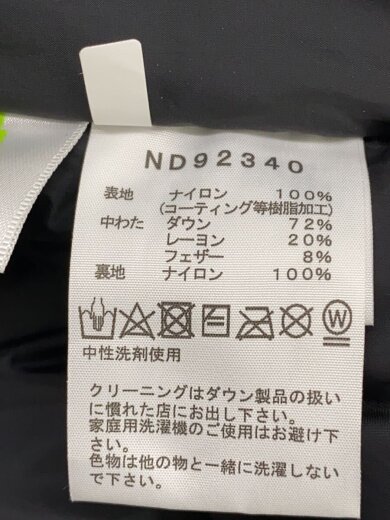 ND92340
表地 ナイロン 100%
(コーティング等樹脂加工)
中わた ダウン 72%
レーヨン 20%
フェザー 8%
裏地 ナイロン 100%
W
中性洗剤使用
クリーニングはダウン製品の扱い
に慣れた店にお出し下さい。
家庭用洗濯機のご使用はお避け下
さい。
色物は他の物と一緒に洗濯しない
で下さい。